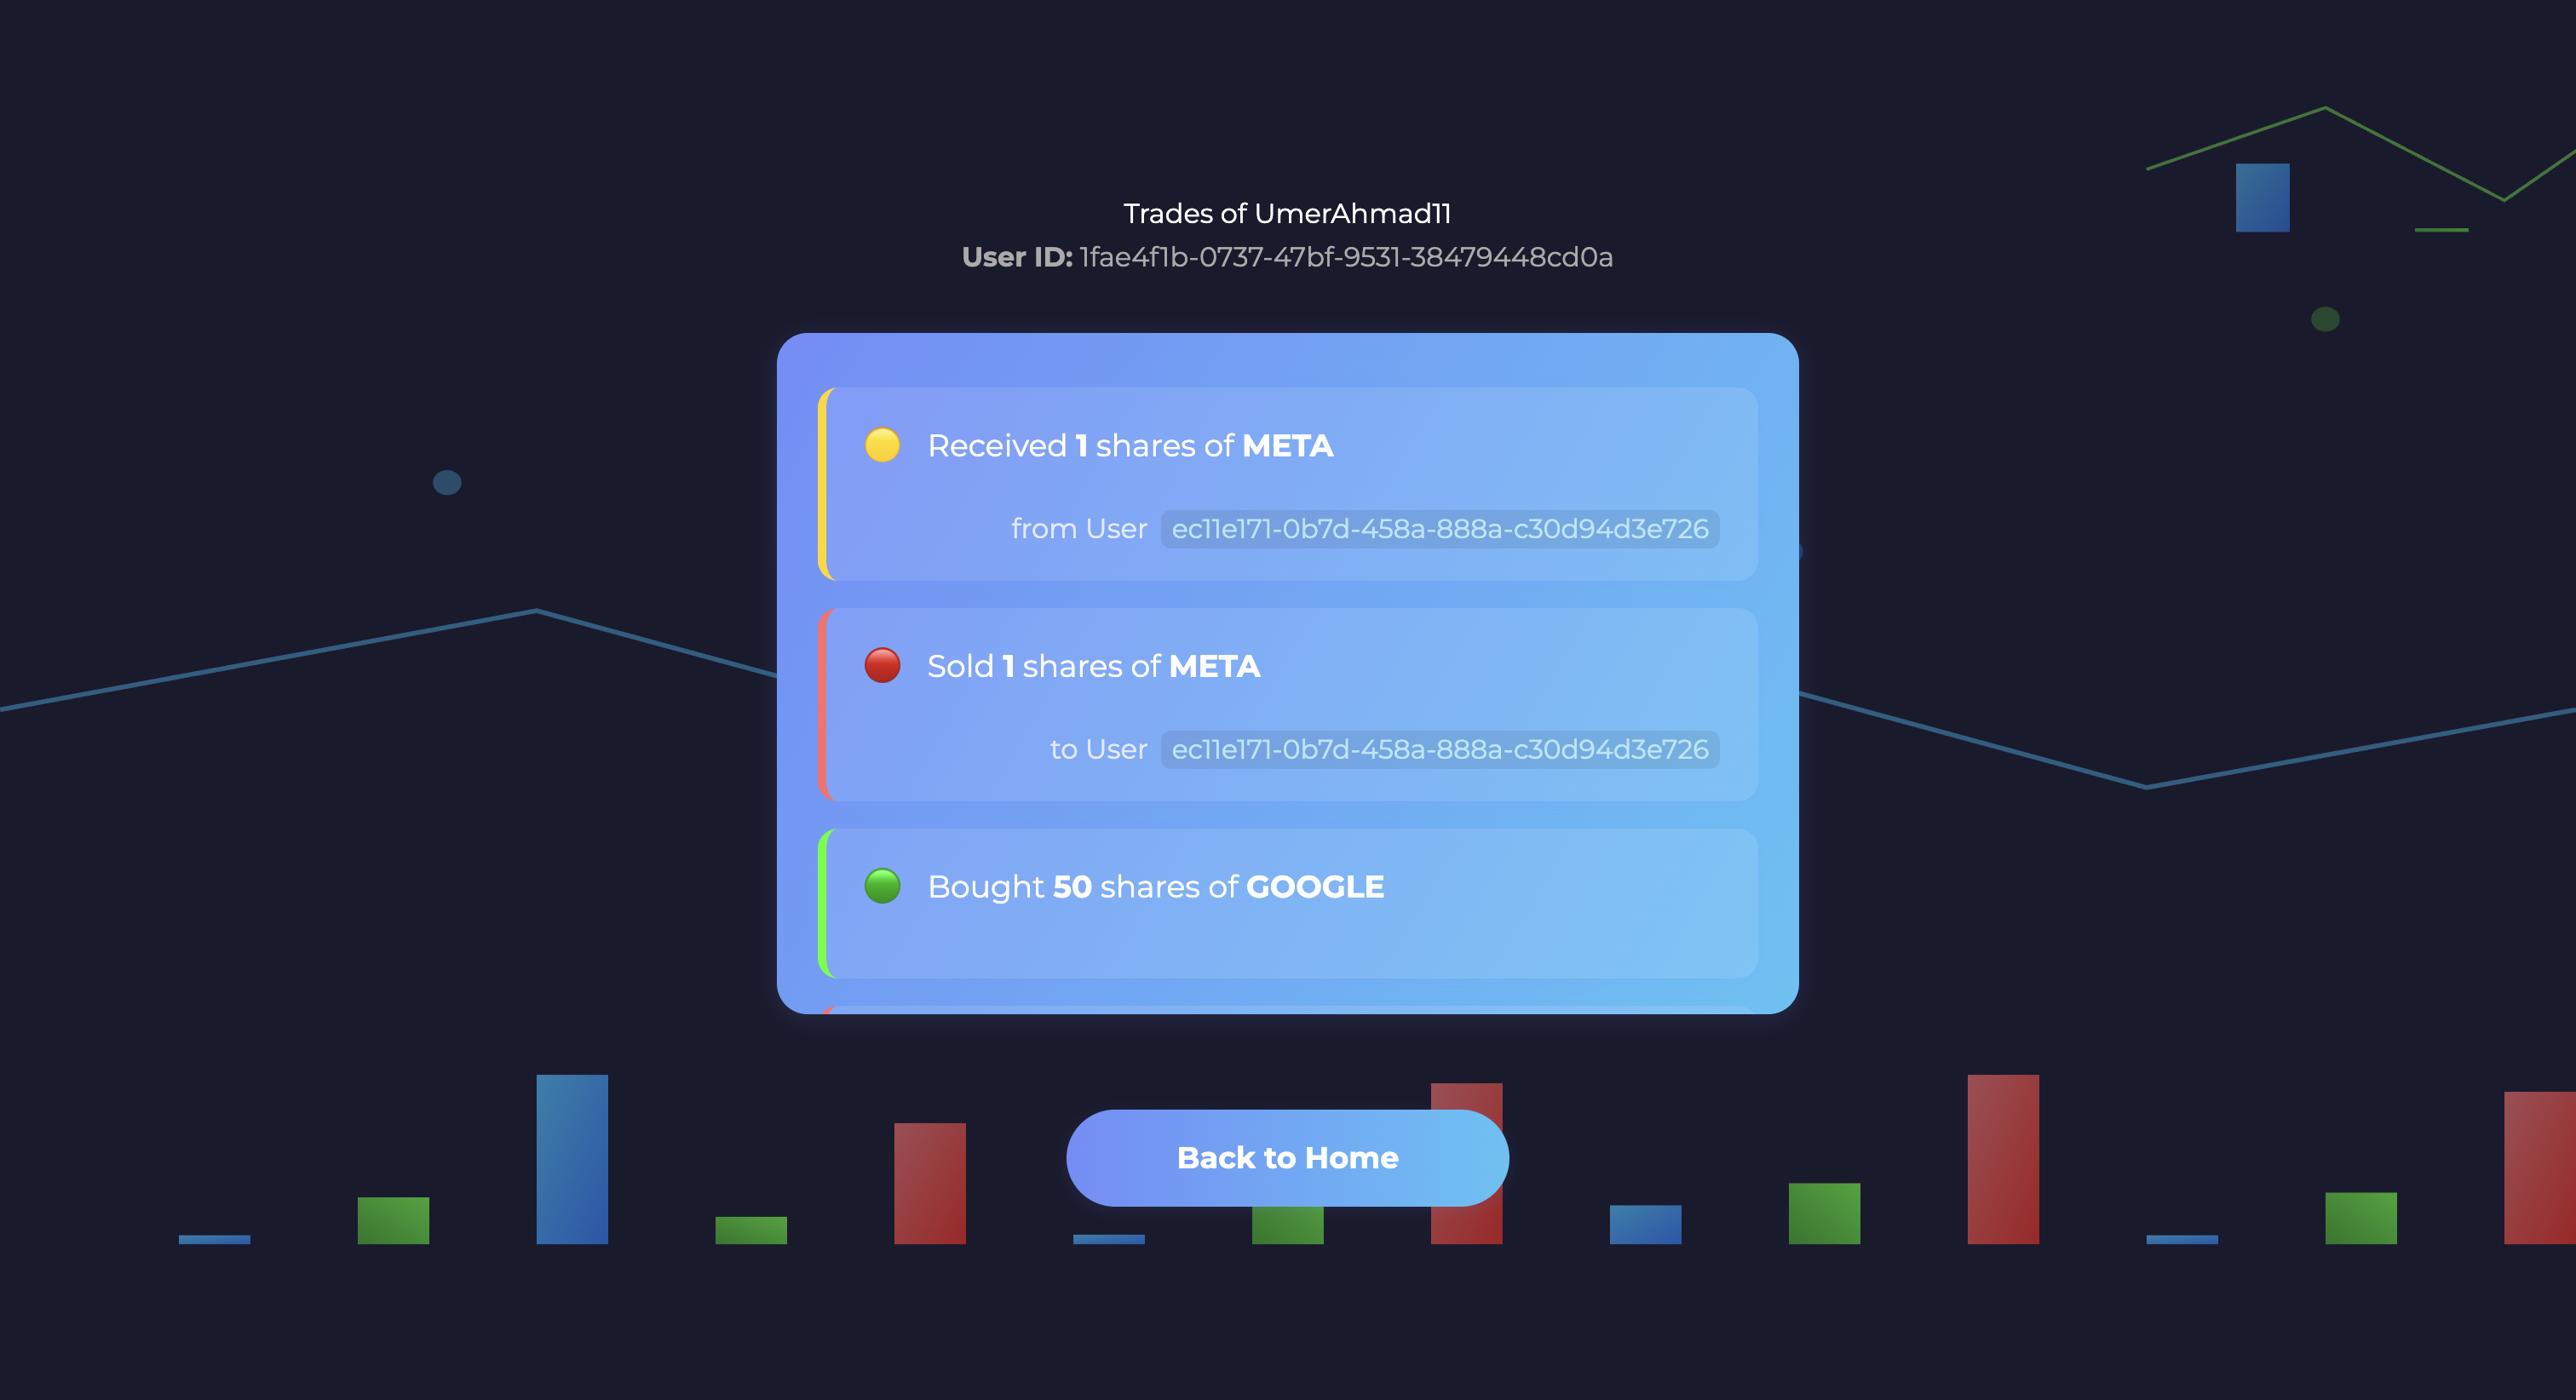 Trades of UmerAhmad11
User ID: 1fae4f1b-0737-47bf-9531-38479448cd0a
Received 1 shares of META
from User ec11e171-0b7d-458a-888a-c30d94d3e726
Sold 1 shares of META
to User ec11e171-0b7d-458a-888a-c30d94d3e726
Bought 50 shares of GOOGLE
Back to Home